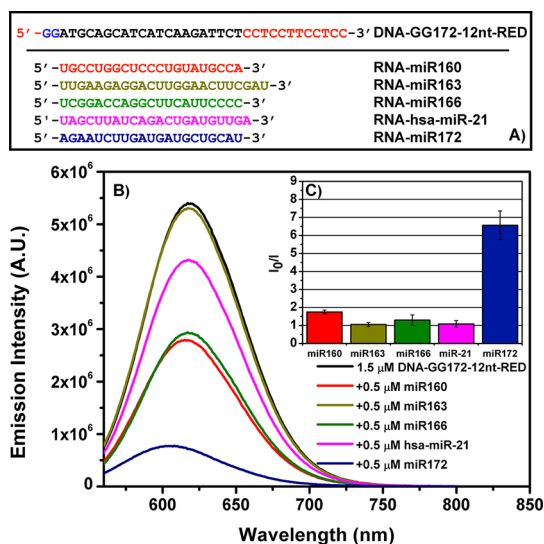 5'-GGATGCAGCATCATCAAGATTCTCCTCCTTCCTCC-3' DNA-GG172-12nt-RED
5'-UGCCUGGCUCCCUGUAUGCCA-3' RNA-miR160
5'-UUGAAGAGGACUUGGAACUUCGAU-3' RNA-miR163
5'-UCGGACCAGGCUUCAUUCCCC-3' RNA-miR166
5'-UAGCUUAUCAGACUGAUGUUGA-3' RNA-hsa-miR-21
5'-AGAAUCUUGAUGAUGCUGCAU-3' RNA-miR172
A)
B)
C)
Emission Intensity (A.U.)
6x10⁶
5x10⁶
4x10⁶
3x10⁶
2x10⁶
1x10⁶
0
I₀/I
9
8
7
6
5
4
3
2
1
0
miR160 miR163 miR166 miR-21 miR172
1.5 μM DNA-GG172-12nt-RED
+0.5 μM miR160
+0.5 μM miR163
+0.5 μM miR166
+0.5 μM hsa-miR-21
+0.5 μM miR172
600 650 700 750 800 850
Wavelength (nm)